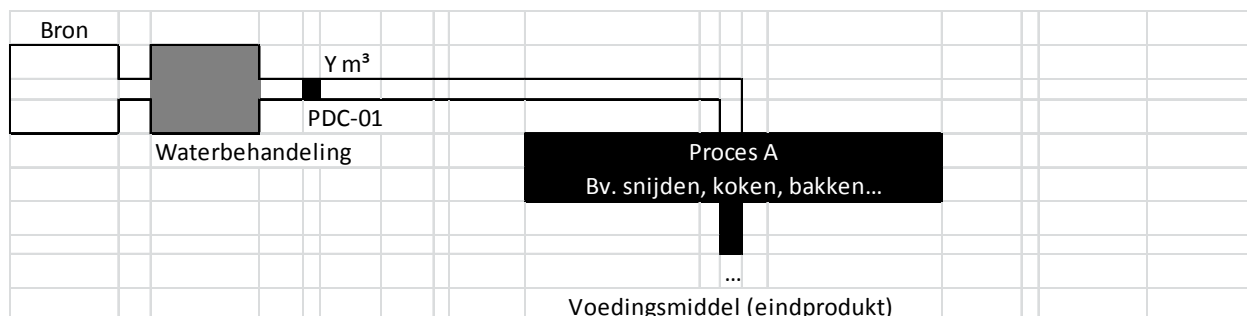 Bron
Y m³
PDC-01
Waterbehandeling
Proces A
Bv. snijden, koken, bakken...
...
Voedingsmiddel (eindprodukt)